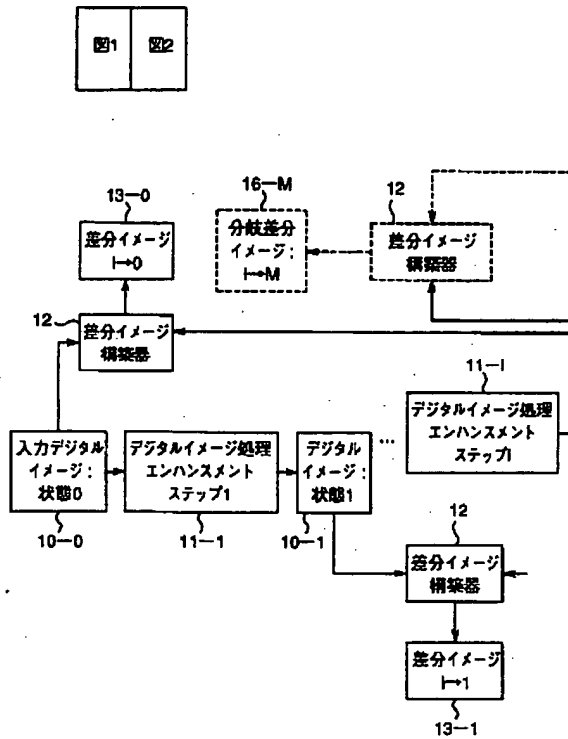 図1 図2
16-M
12
13-0
差分イメージ
├→0
分岐差分
イメージ:
├→M
差分イメージ
構築器
12
差分イメージ
構築器
11-I
デジタルイメージ処理
エンハンスメント
ステップI
入力デジタル
イメージ:
状態0
デジタルイメージ処理
エンハンスメント
ステップ1
デジタル
イメージ:
状態1
...
10-0
11-1
10-1
12
差分イメージ
構築器
差分イメージ
├→1
13-1